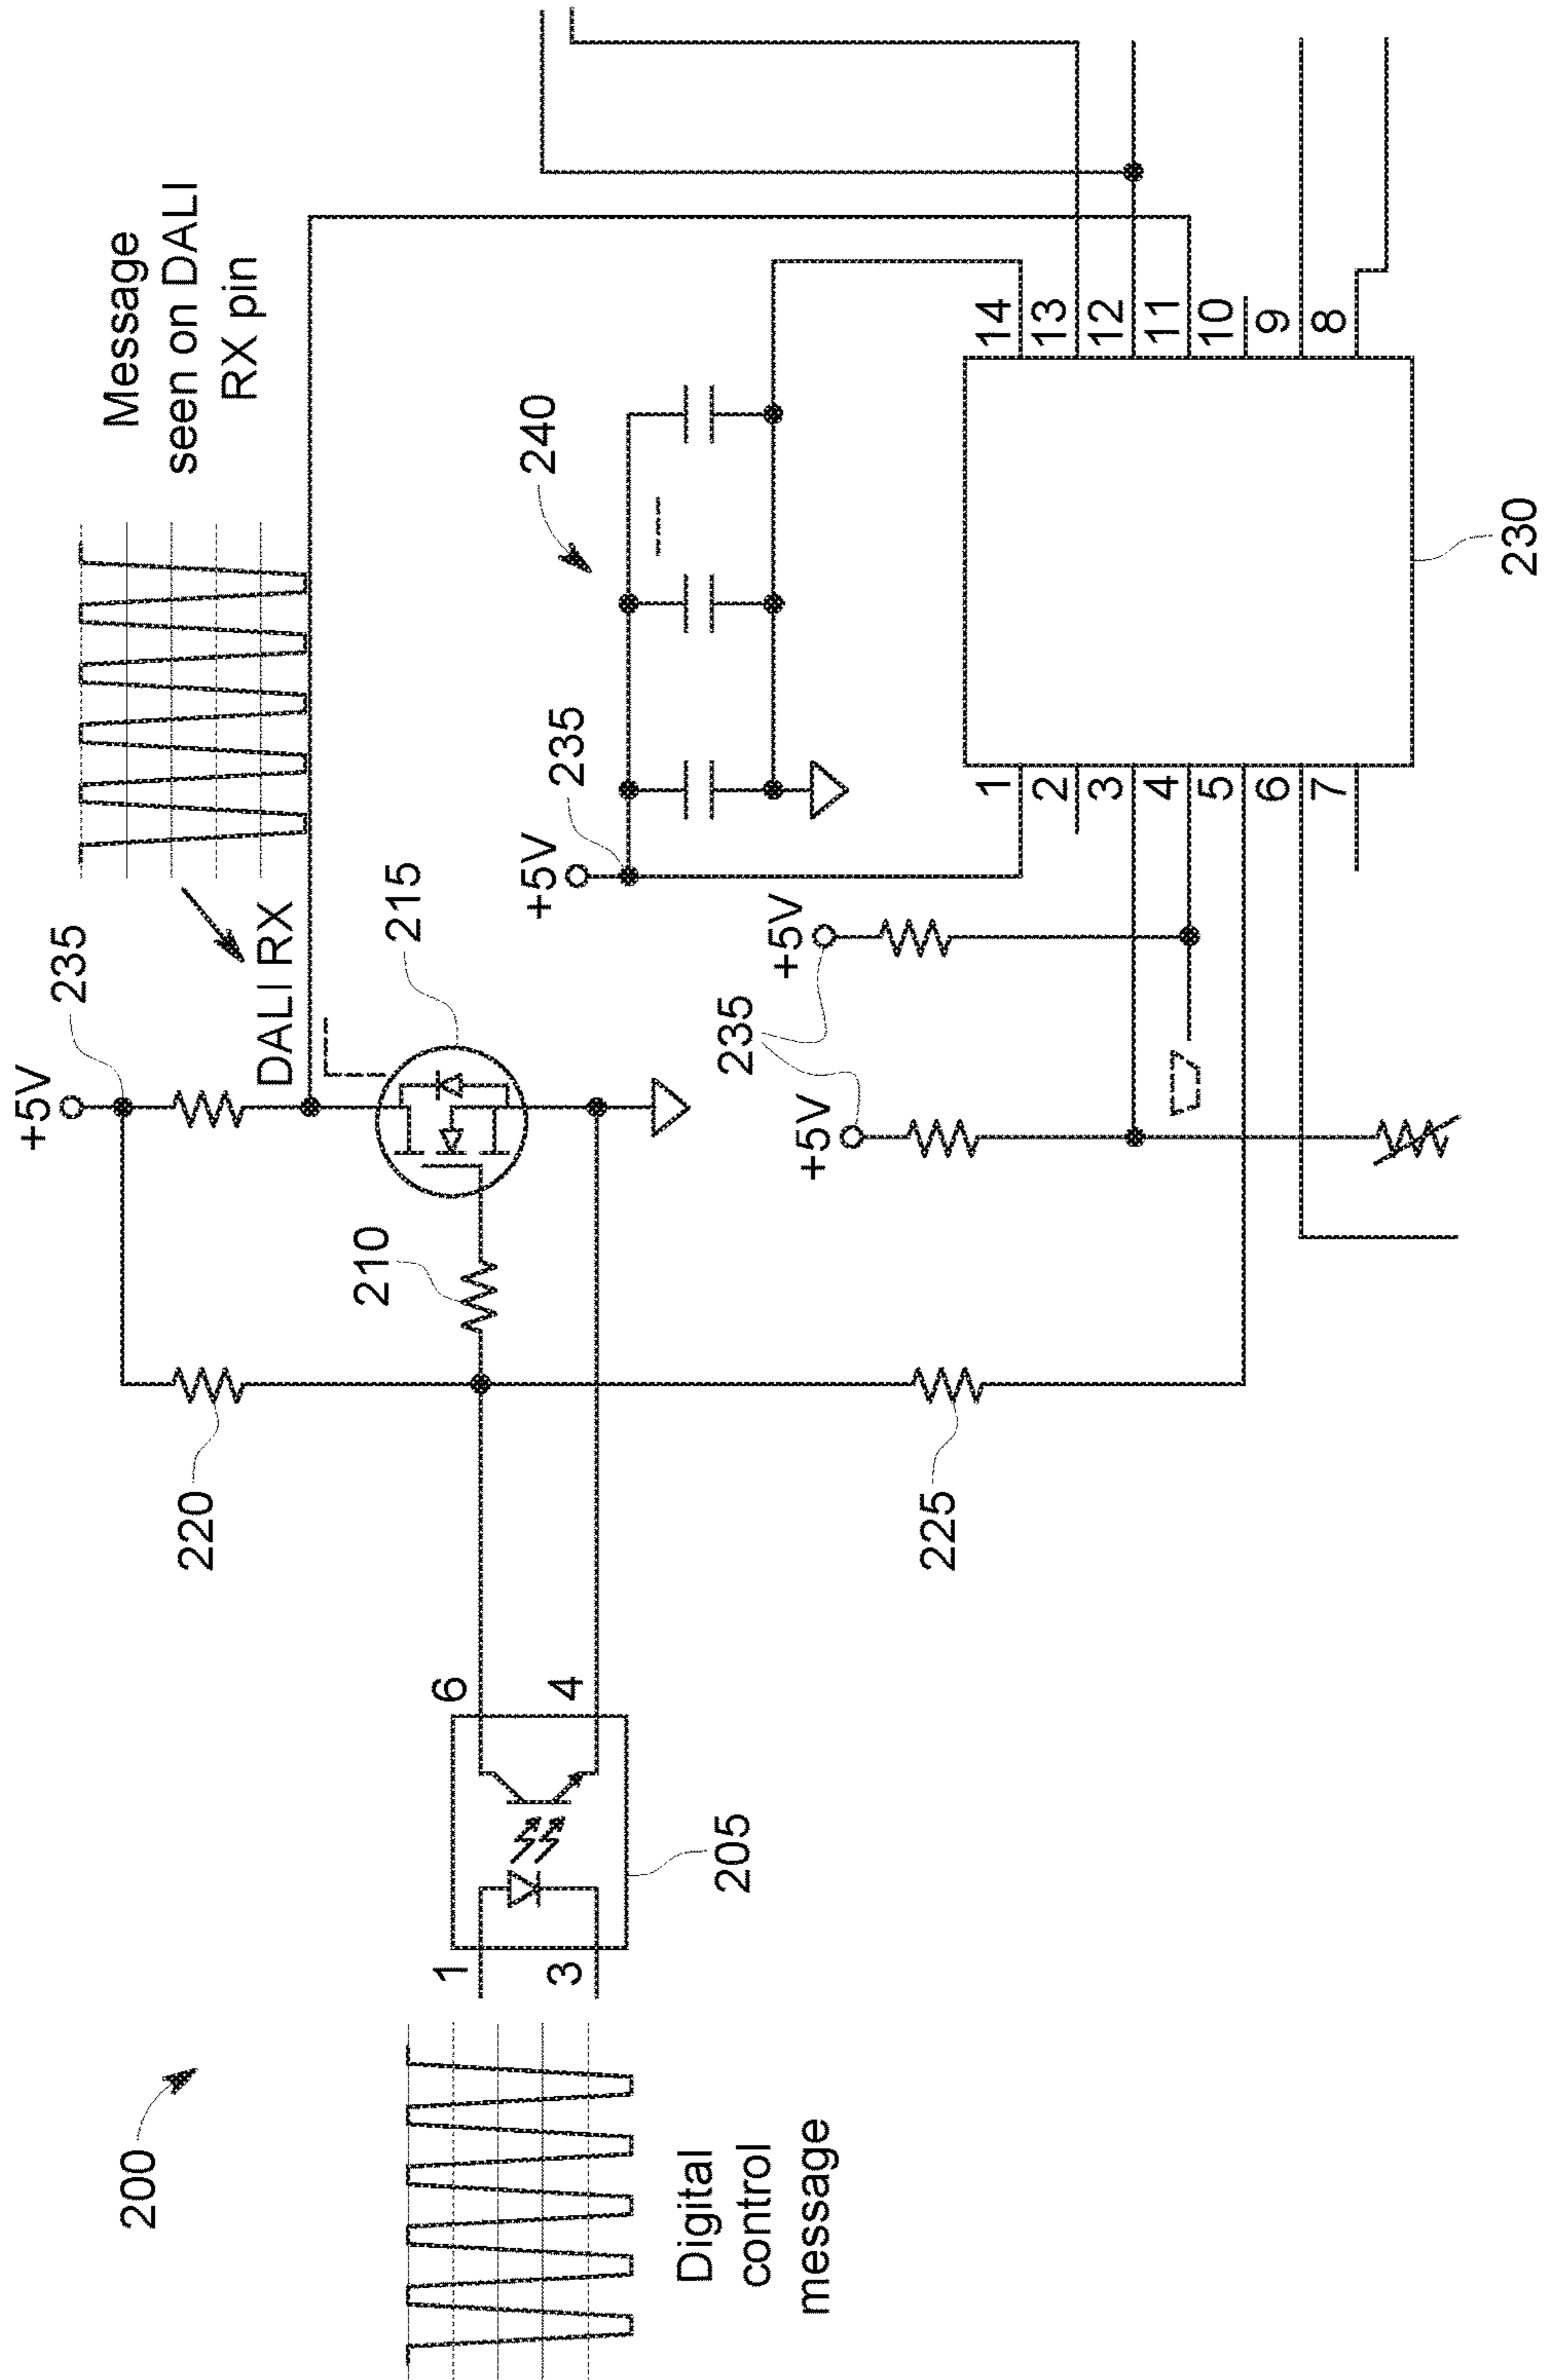 200
+5V
235
Message
seen on DALI
RX pin
DALI RX
220
210
215
1
3
6
4
205
Digital
control
message
+5V
235
240
+5V
+5V
235
225
1
2
3
4
5
6
7
14
13
12
11
10
9
8
230